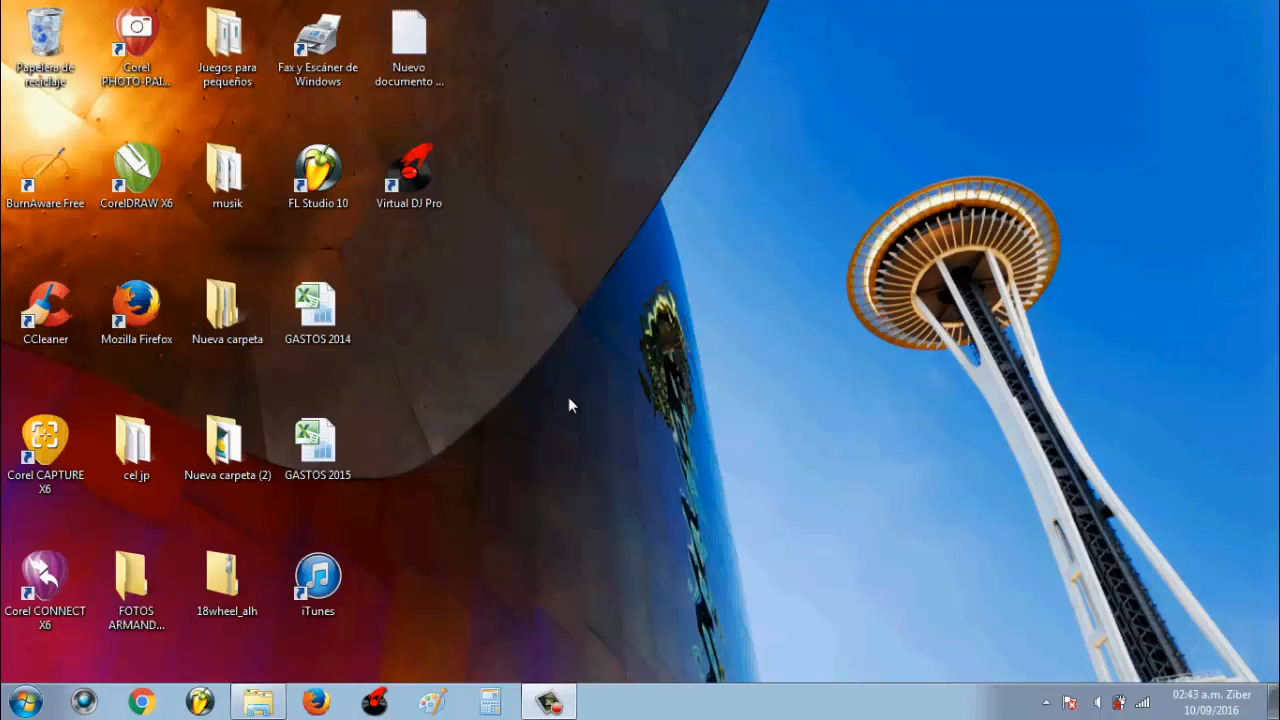 Papelera de
reciclaje
Corel
PHOTO-PAI...
Juegos para
pequeños
Fax y Escáner de
Windows
Nuevo
documento ...
BurnAware Free
CorelDRAW X6
musik
FL Studio 10
Virtual DJ Pro
CCleaner
Mozilla Firefox
Nueva carpeta
GASTOS 2014
Corel CAPTURE
X6
cel jp
Nueva carpeta (2)
GASTOS 2015
Corel CONNECT
X6
FOTOS
ARMAND...
18wheel_alh
iTunes
02:43 a.m. Ziber
10/09/2016